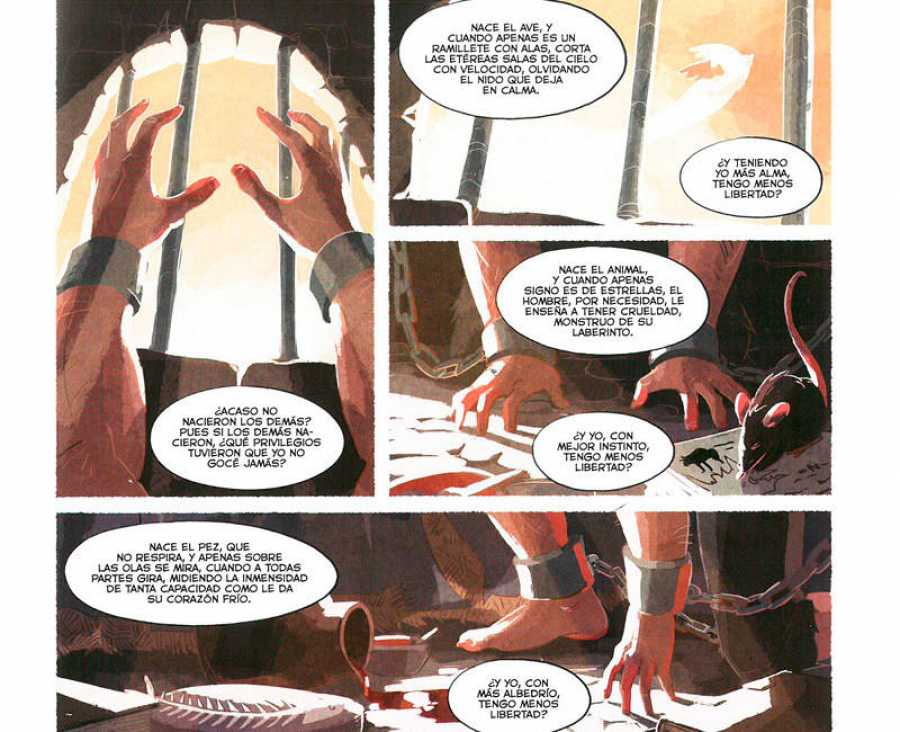 ¿ACASO NO
NACIERON LOS DEMÁS?
PUES SI LOS DEMÁS NA-
CIERON, ¿QUÉ PRIVILEGIOS
TUVIERON QUE YO NO
GOCÉ JAMÁS?
NACE EL AVE, Y
CUANDO APENAS ES UN
RAMILLETE CON ALAS, CORTA
LAS ETÉREAS SALAS DEL CIELO
CON VELOCIDAD, OLVIDANDO
EL NIDO QUE DEJA
EN CALMA.
¿Y TENIENDO
YO MÁS ALMA,
TENGO MENOS
LIBERTAD?
NACE EL ANIMAL,
Y CUANDO APENAS
SIGNO ES DE ESTRELLAS, EL
HOMBRE, POR NECESIDAD, LE
ENSEÑA A TENER CRUELDAD,
MONSTRUO DE SU
LABERINTO.
¿Y YO, CON
MEJOR INSTINTO,
TENGO MENOS
LIBERTAD?
NACE EL PEZ, QUE
NO RESPIRA, Y APENAS SOBRE
LAS OLAS SE MIRA, CUANDO A TODAS
PARTES GIRA, MIDIENDO LA INMENSIDAD
DE TANTA CAPACIDAD COMO LE DA
SU CORAZÓN FRÍO.
¿Y YO, CON
MÁS ALBEDRÍO,
TENGO MENOS
LIBERTAD?